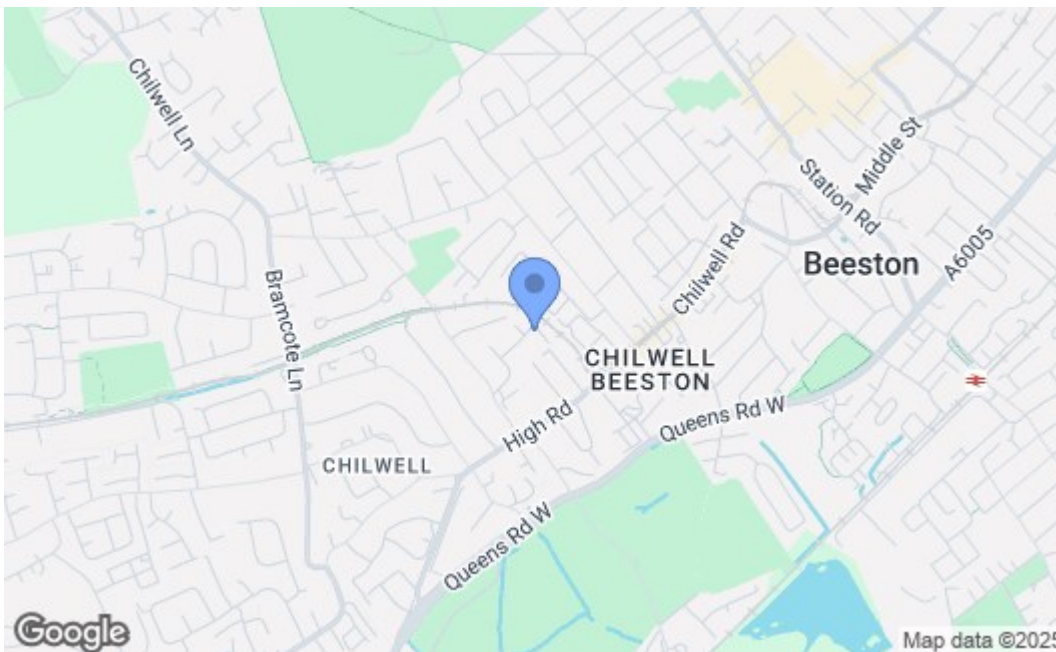 Chilwell Ln
Middle St
Station Rd
A6005
Beeston
Chilwell Rd
Bramcote Ln
CHILWELL
BEESTON
Queens Rd W
High Rd
CHILWELL
Queens Rd W
Google
Map data ©2025